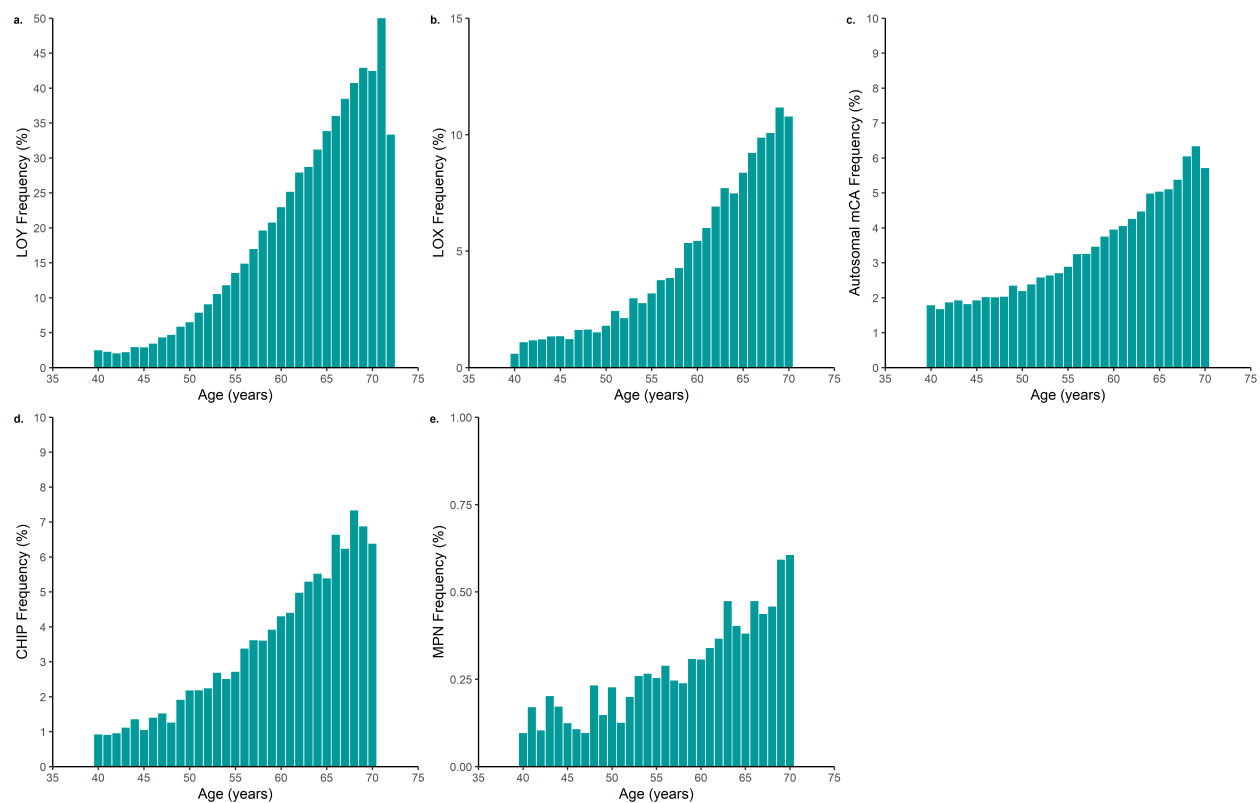 a.
LOY Frequency (%)
50
45
40
35
30
25
20
15
10
5
0
35 40 45 50 55 60 65 70 75
Age (years)
b.
LOX Frequency (%)
15
10
5
0
35 40 45 50 55 60 65 70 75
Age (years)
c.
Autosomal mCA Frequency (%)
10
9
8
7
6
5
4
3
2
1
0
35 40 45 50 55 60 65 70 75
Age (years)
d.
CHIP Frequency (%)
10
9
8
7
6
5
4
3
2
1
0
35 40 45 50 55 60 65 70 75
Age (years)
e.
MPN Frequency (%)
1.00
0.75
0.50
0.25
0.00
35 40 45 50 55 60 65 70 75
Age (years)